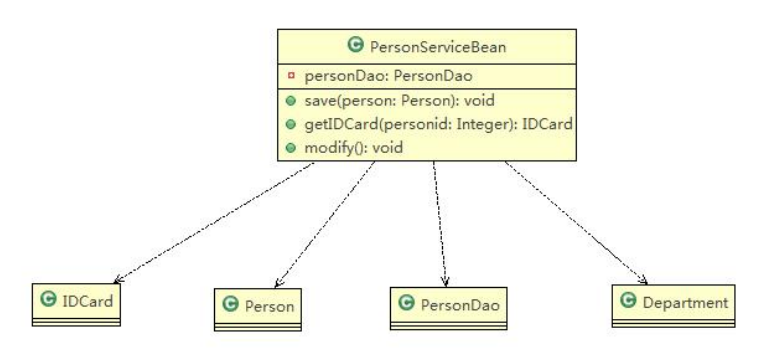 PersonServiceBean
personDao: PersonDao
save(person: Person): void
getIDCard(personid: Integer): IDCard
modify(): void
IDCard
Person
PersonDao
Department